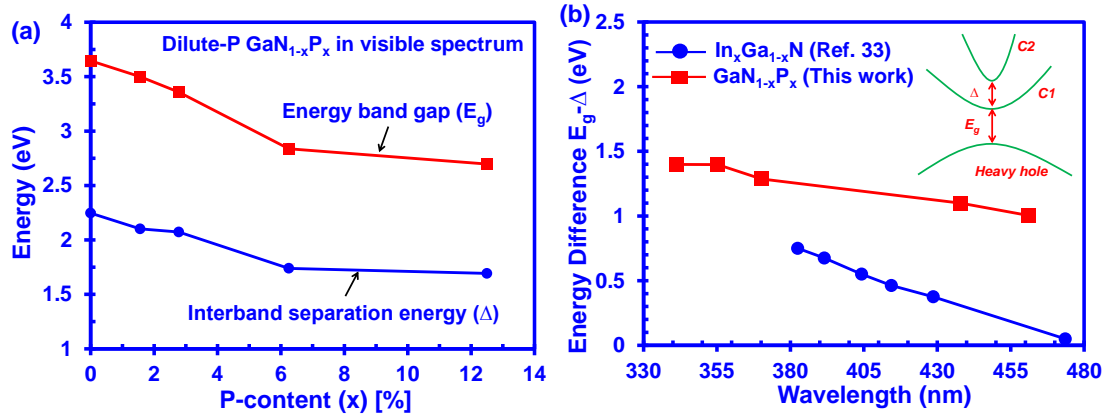 (a)
Dilute-P GaN1-xPx in visible spectrum
Energy band gap (Eg)
Interband separation energy (Δ)
Energy (eV)
4
3.5
3
2.5
2
1.5
1
0 2 4 6 8 10 12 14
P-content (x) [%]
(b)
InxGa1-xN (Ref. 33)
GaN1-xPx (This work)
C2
Δ
C1
Eg
Heavy hole
Energy Difference Eg-Δ (eV)
2.5
2
1.5
1
0.5
0
330 355 380 405 430 455 480
Wavelength (nm)